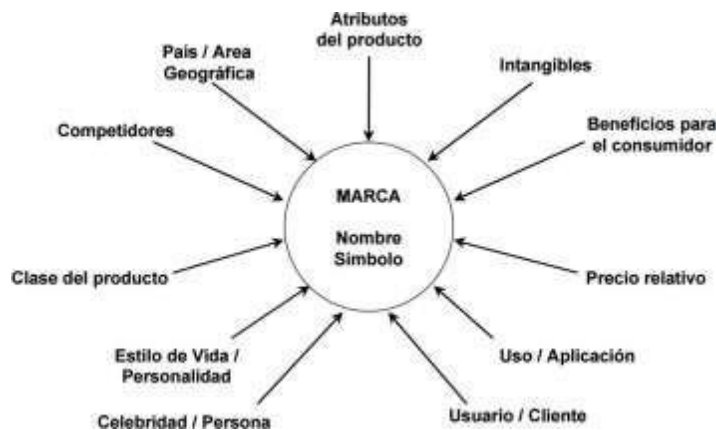 Atributos
del producto
País / Area
Geográfica
Intangibles
Competidores
Beneficios para
el consumidor
MARCA
Nombre
Símbolo
Clase del producto
Precio relativo
Estilo de Vida /
Personalidad
Uso / Aplicación
Celebridad / Persona
Usuario / Cliente